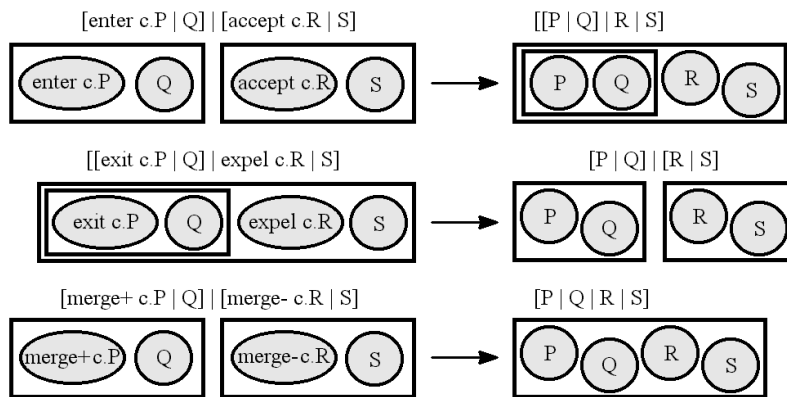 [enter c.P | Q] | [accept c.R | S] [[P | Q] | R | S]
enter c.P Q accept c.R S P Q R S
[[exit c.P | Q] | expel c.R | S] [P | Q] | [R | S]
exit c.P Q expel c.R S P Q R S
[merge+ c.P | Q] | [merge- c.R | S] [P | Q | R | S]
merge+c.P Q merge-c.R S P Q R S